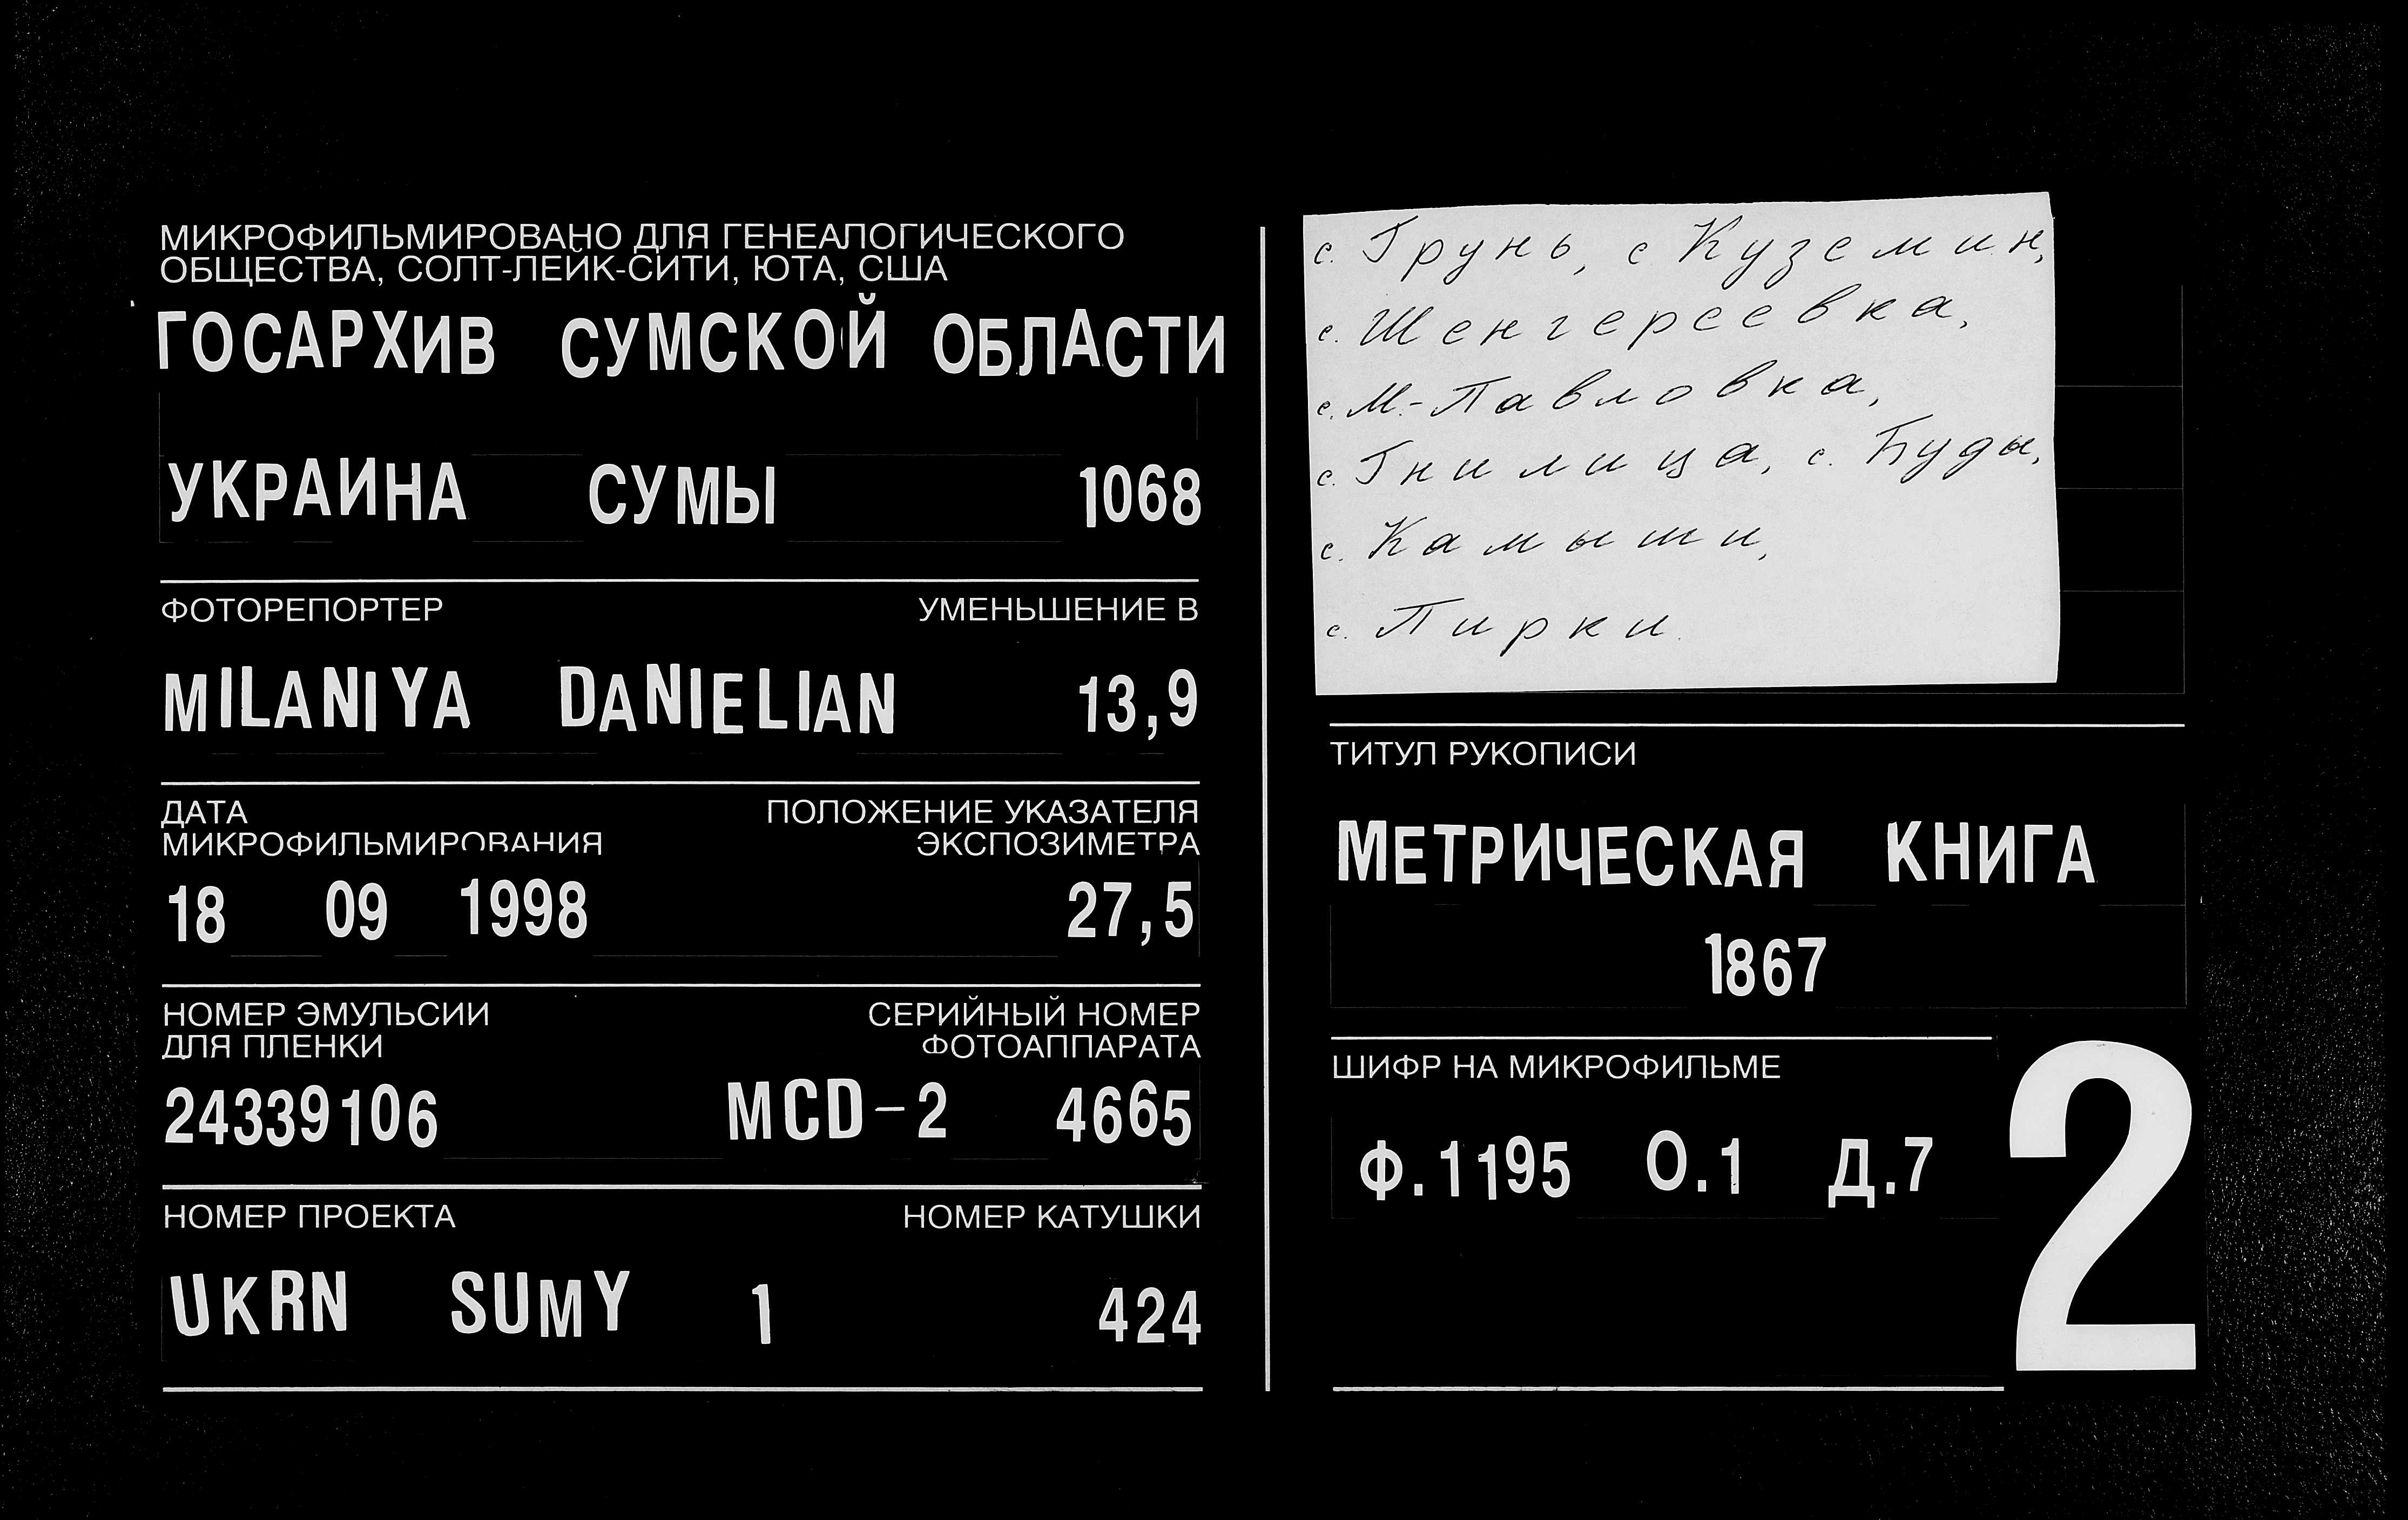 МИКРОФИЛЬМИРОВАНО ДЛЯ ГЕНЕАЛОГИЧЕСКОГО
ОБЩЕСТВА, СОЛТ-ЛЕЙК-СИТИ, ЮТА, США
ГОСАРХИВ СУМСКОЙ ОБЛАСТИ
УКРАИНА СУМЫ 1068
ФОТОРЕПОРТЕР УМЕНЬШЕНИЕ В
MILANIYA DANIELIAN 13,9
ДАТА ПОЛОЖЕНИЕ УКАЗАТЕЛЯ
МИКРОФИЛЬМИРОВАНИЯ ЭКСПОЗИМЕТРА
18 09 1998 27,5
НОМЕР ЭМУЛЬСИИ СЕРИЙНЫЙ НОМЕР
ДЛЯ ПЛЕНКИ ФОТОАППАРАТА
24339106 MCD-2 4665
НОМЕР ПРОЕКТА НОМЕР КАТУШКИ
UKRN SUMY 1 424
с. Грунь, с Куземин,
с. Шенгереевка,
с. М.-Павловка,
с. Гнилица, с. Буды,
с. Камыши,
с. Пирки.
ТИТУЛ РУКОПИСИ
МЕТРИЧЕСКАЯ КНИГА
1867
ШИФР НА МИКРОФИЛЬМЕ
Ф.1195 О.1 Д.7
2